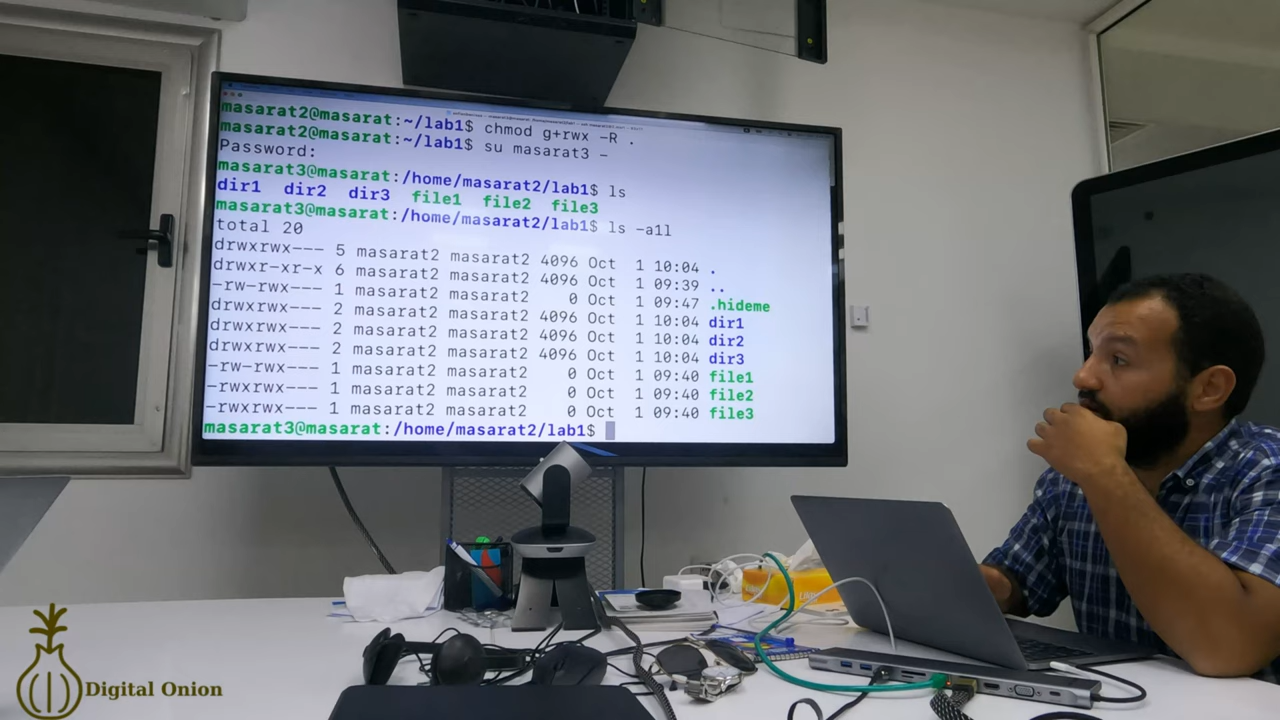 masarat2@masarat:~/lab1$ chmod g+rwx -R .
masarat2@masarat:~/lab1$ su masarat3 -
Password:
masarat3@masarat:/home/masarat2/lab1$ ls
dir1 dir2 dir3 file1 file2 file3
masarat3@masarat:/home/masarat2/lab1$ ls -all
total 20
drwxrwx--- 5 masarat2 masarat2 4096 Oct 1 10:04 .
drwxr-xr-x 6 masarat2 masarat2 4096 Oct 1 09:39 ..
-rw-rwx--- 1 masarat2 masarat2 0 Oct 1 09:47 .hideme
drwxrwx--- 2 masarat2 masarat2 4096 Oct 1 10:04 dir1
drwxrwx--- 2 masarat2 masarat2 4096 Oct 1 10:04 dir2
drwxrwx--- 2 masarat2 masarat2 4096 Oct 1 10:04 dir3
-rw-rwx--- 1 masarat2 masarat2 0 Oct 1 09:40 file1
-rwxrwx--- 1 masarat2 masarat2 0 Oct 1 09:40 file2
-rwxrwx--- 1 masarat2 masarat2 0 Oct 1 09:40 file3
masarat3@masarat:/home/masarat2/lab1$
Digital Onion